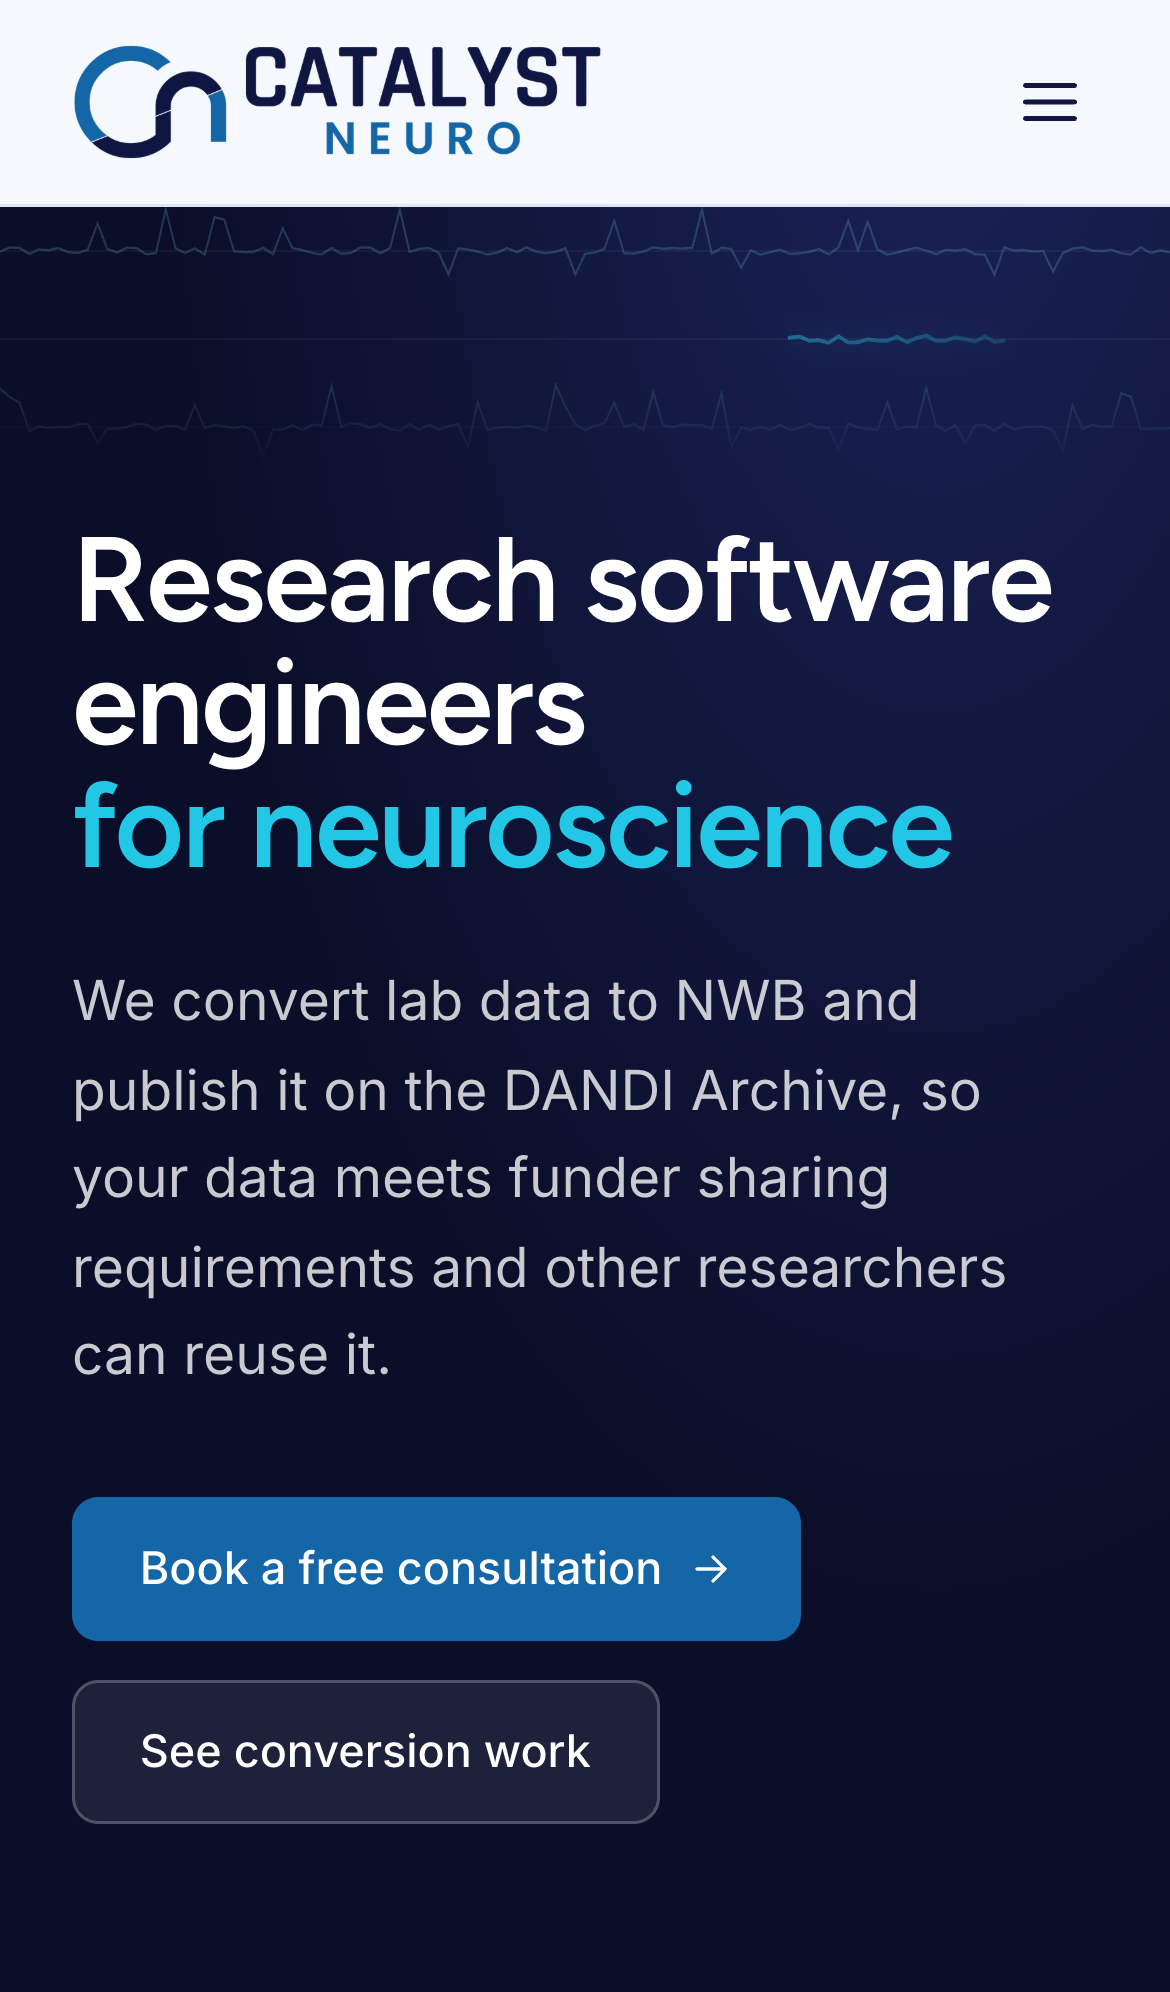 CATALYST
NEURO
Research software
engineers
for neuroscience
We convert lab data to NWB and
publish it on the DANDI Archive, so
your data meets funder sharing
requirements and other researchers
can reuse it.
Book a free consultation →
See conversion work